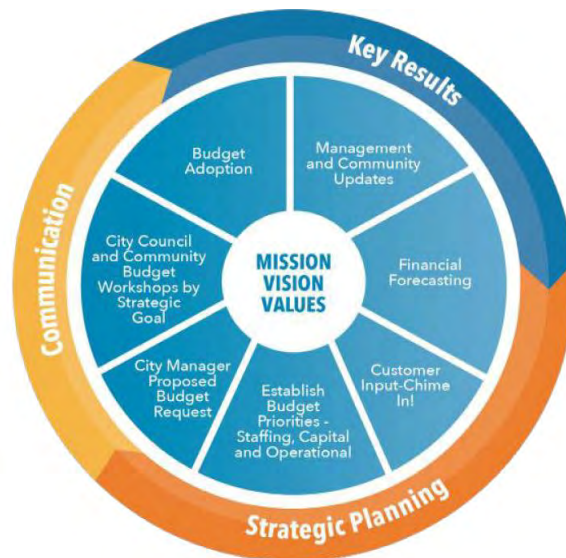 Key Results
Management
and Community
Updates
Financial
Forecasting
Customer
Input-Chime
In!
Establish
Budget
Priorities -
Staffing, Capital
and Operational
City Manager
Proposed
Budget
Request
City Council
and Community
Budget
Workshops by
Strategic
Goal
Budget
Adoption
MISSION
VISION
VALUES
Strategic Planning
Communication